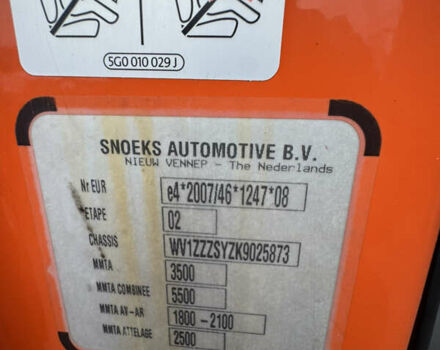 5G0 010 029 J
SNOEKS AUTOMOTIVE B.V.
NIEUW VENNEP - The Nederlands
Nr EUR e4*2007/46*1247*08
ETAPE 02
CHASSIS WV1ZZZSYZK9025873
MMTA 3500
MMTA COMBINEE 5500
MMTA AV-AR 1800-2100
MMTA ATTELAGE 2500